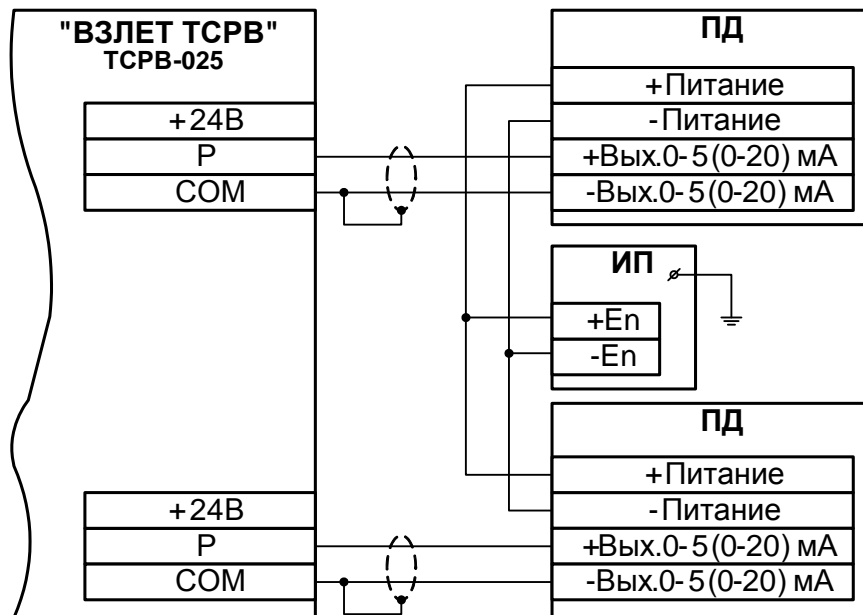 "ВЗЛЕТ ТСРВ"
ТСРВ-025
+24В
P
COM
ПД
+Питание
-Питание
+Вых.0-5(0-20) мА
-Вых.0-5(0-20) мА
ИП
+En
-En
+24В
P
COM
ПД
+Питание
-Питание
+Вых.0-5(0-20) мА
-Вых.0-5(0-20) мА